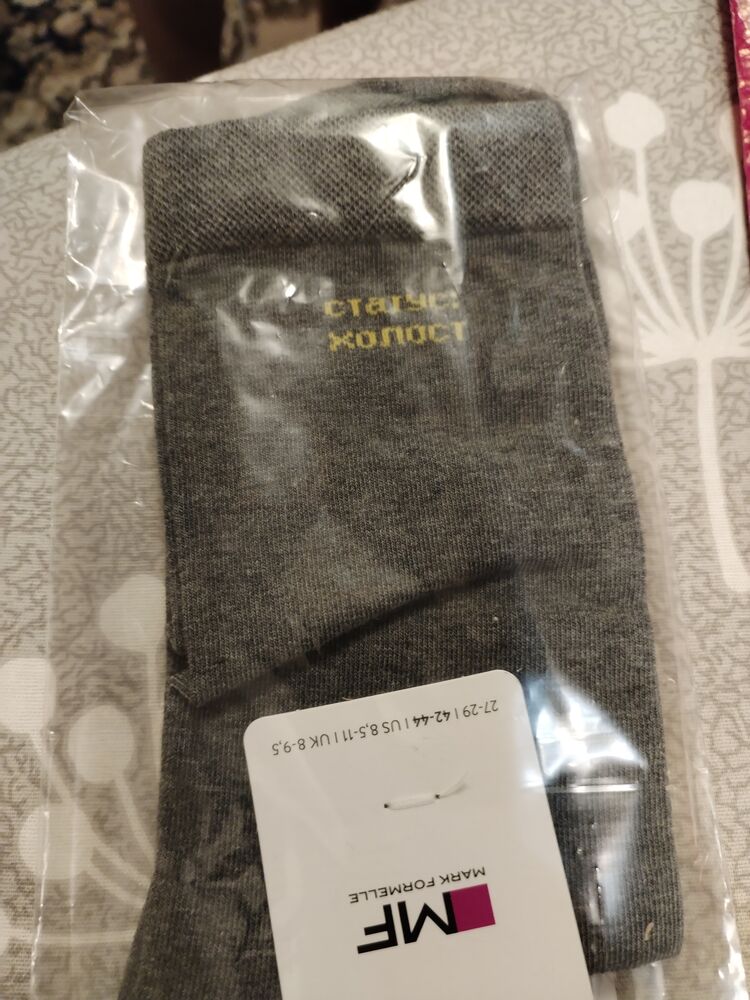 статус:
холост
27-29 | 42-44 | US 8,5-11 | UK 8-9,5
MARK FORMELLE
MF